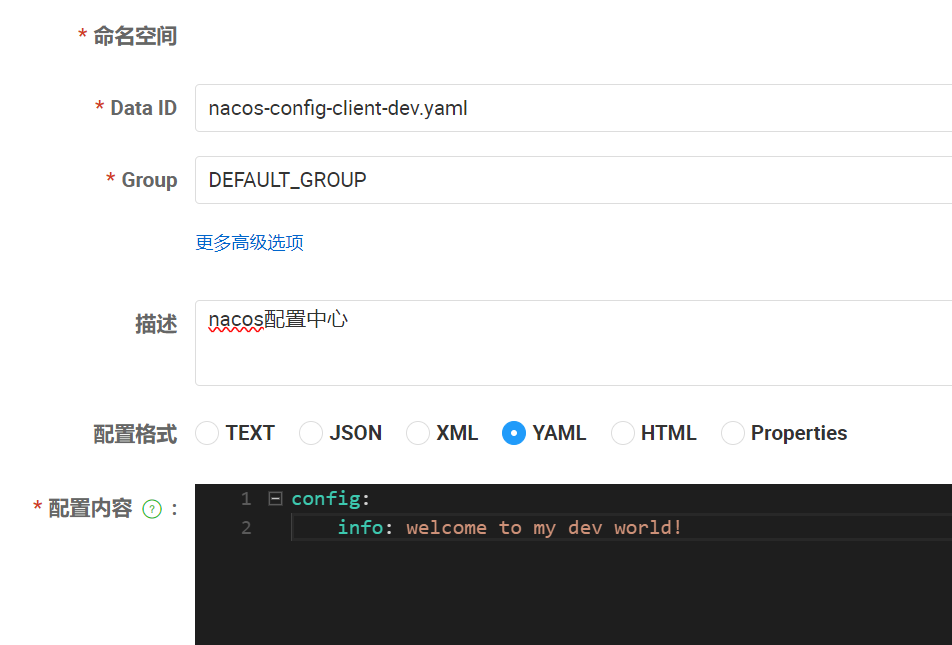 * 命名空间
* Data ID nacos-config-client-dev.yaml
* Group DEFAULT_GROUP
更多高级选项
描述 nacos配置中心
配置格式 TEXT JSON XML YAML HTML Properties
* 配置内容 ? :
1 config:
2 info: welcome to my dev world!